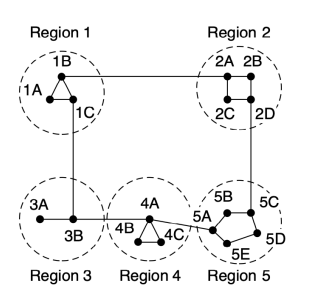 Region 1
Region 2
1B
2A 2B
1A
1C
2C 2D
3A
3B
4A
4B 4C
5B 5C
5A
5D
5E
Region 3
Region 4
Region 5